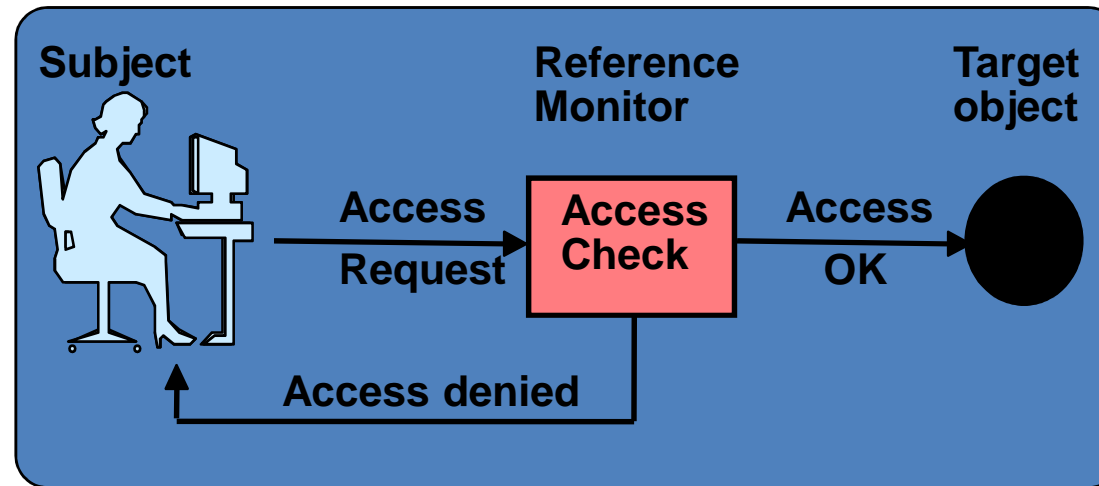 Subject
Reference
Monitor
Target
object
Access
Request
Access
Check
Access
OK
Access denied